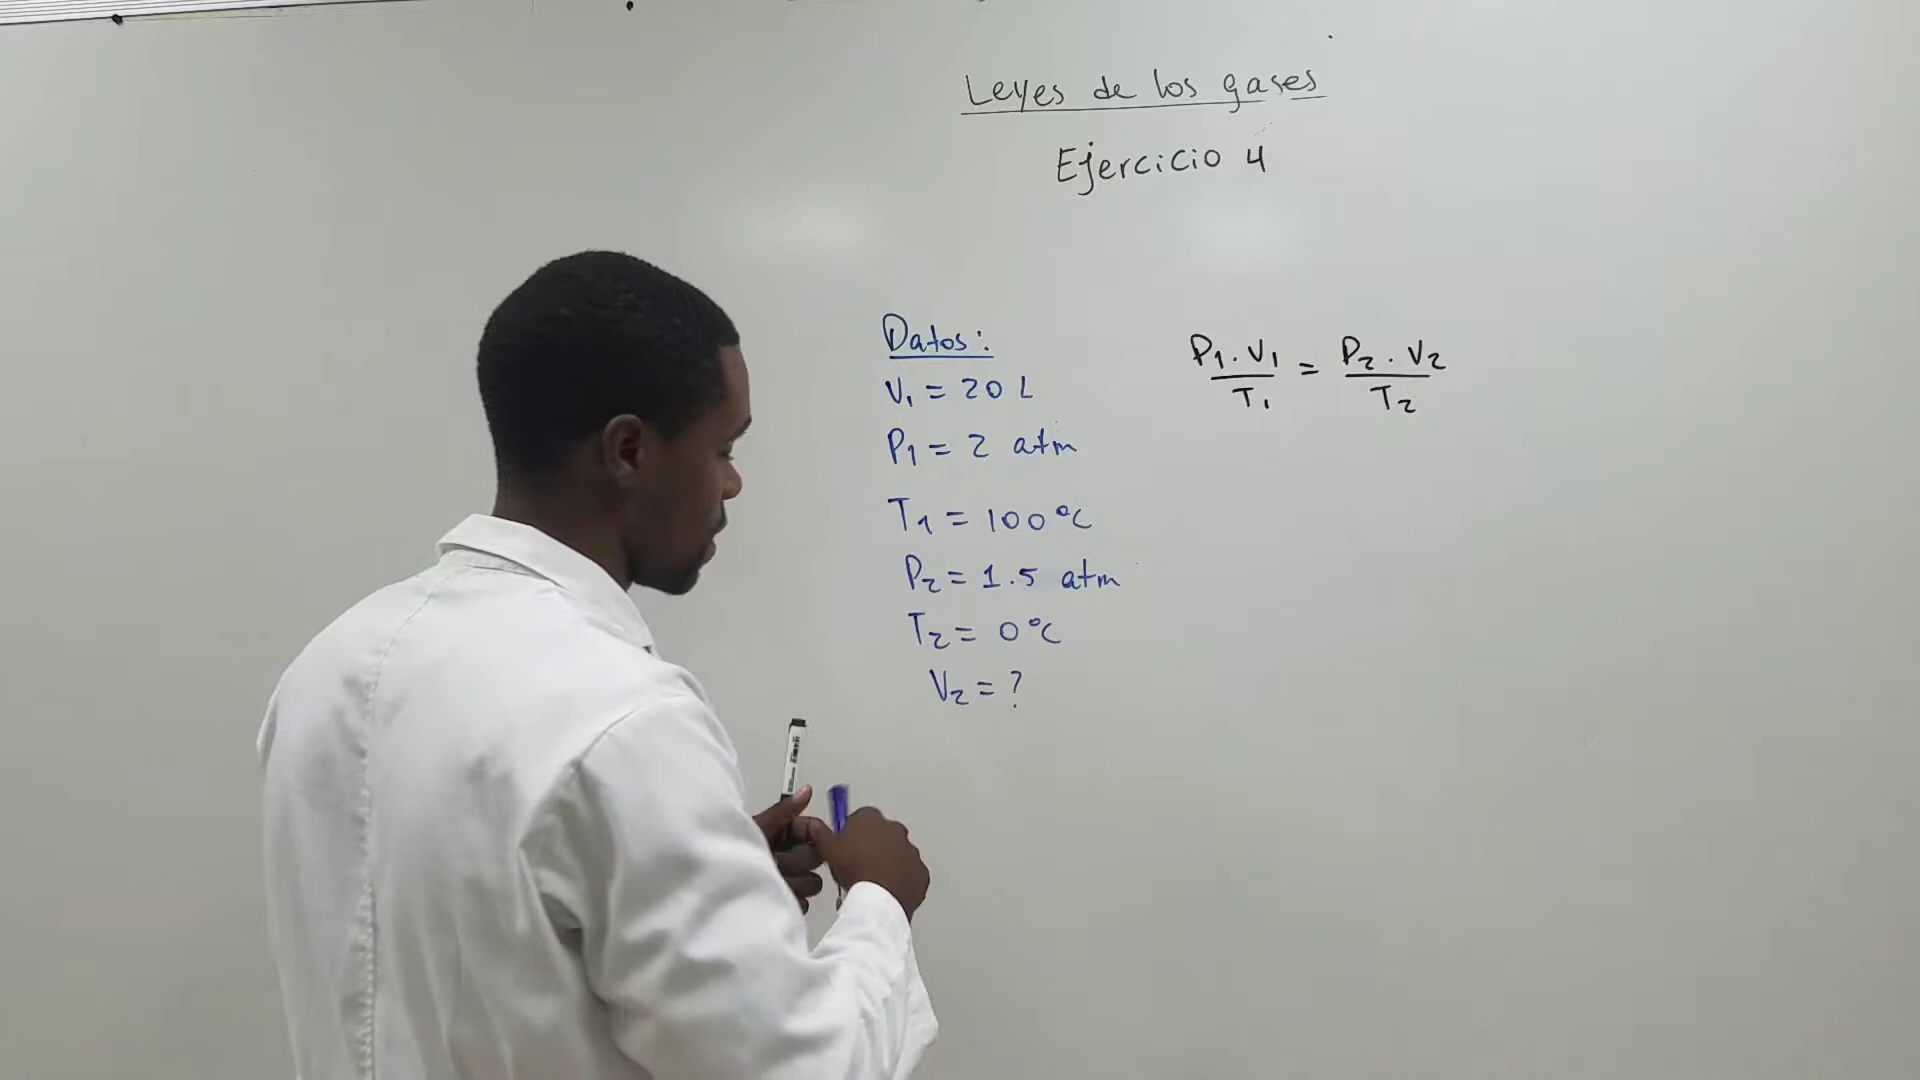 Leyes de los gases
Ejercicio 4
Datos:
V₁ = 20 L
P₁ = 2 atm
T₁ = 100 °C
P₂ = 1.5 atm
T₂ = 0 °C
V₂ = ?
P₁ . V₁ = P₂ . V₂
T₁ T₂